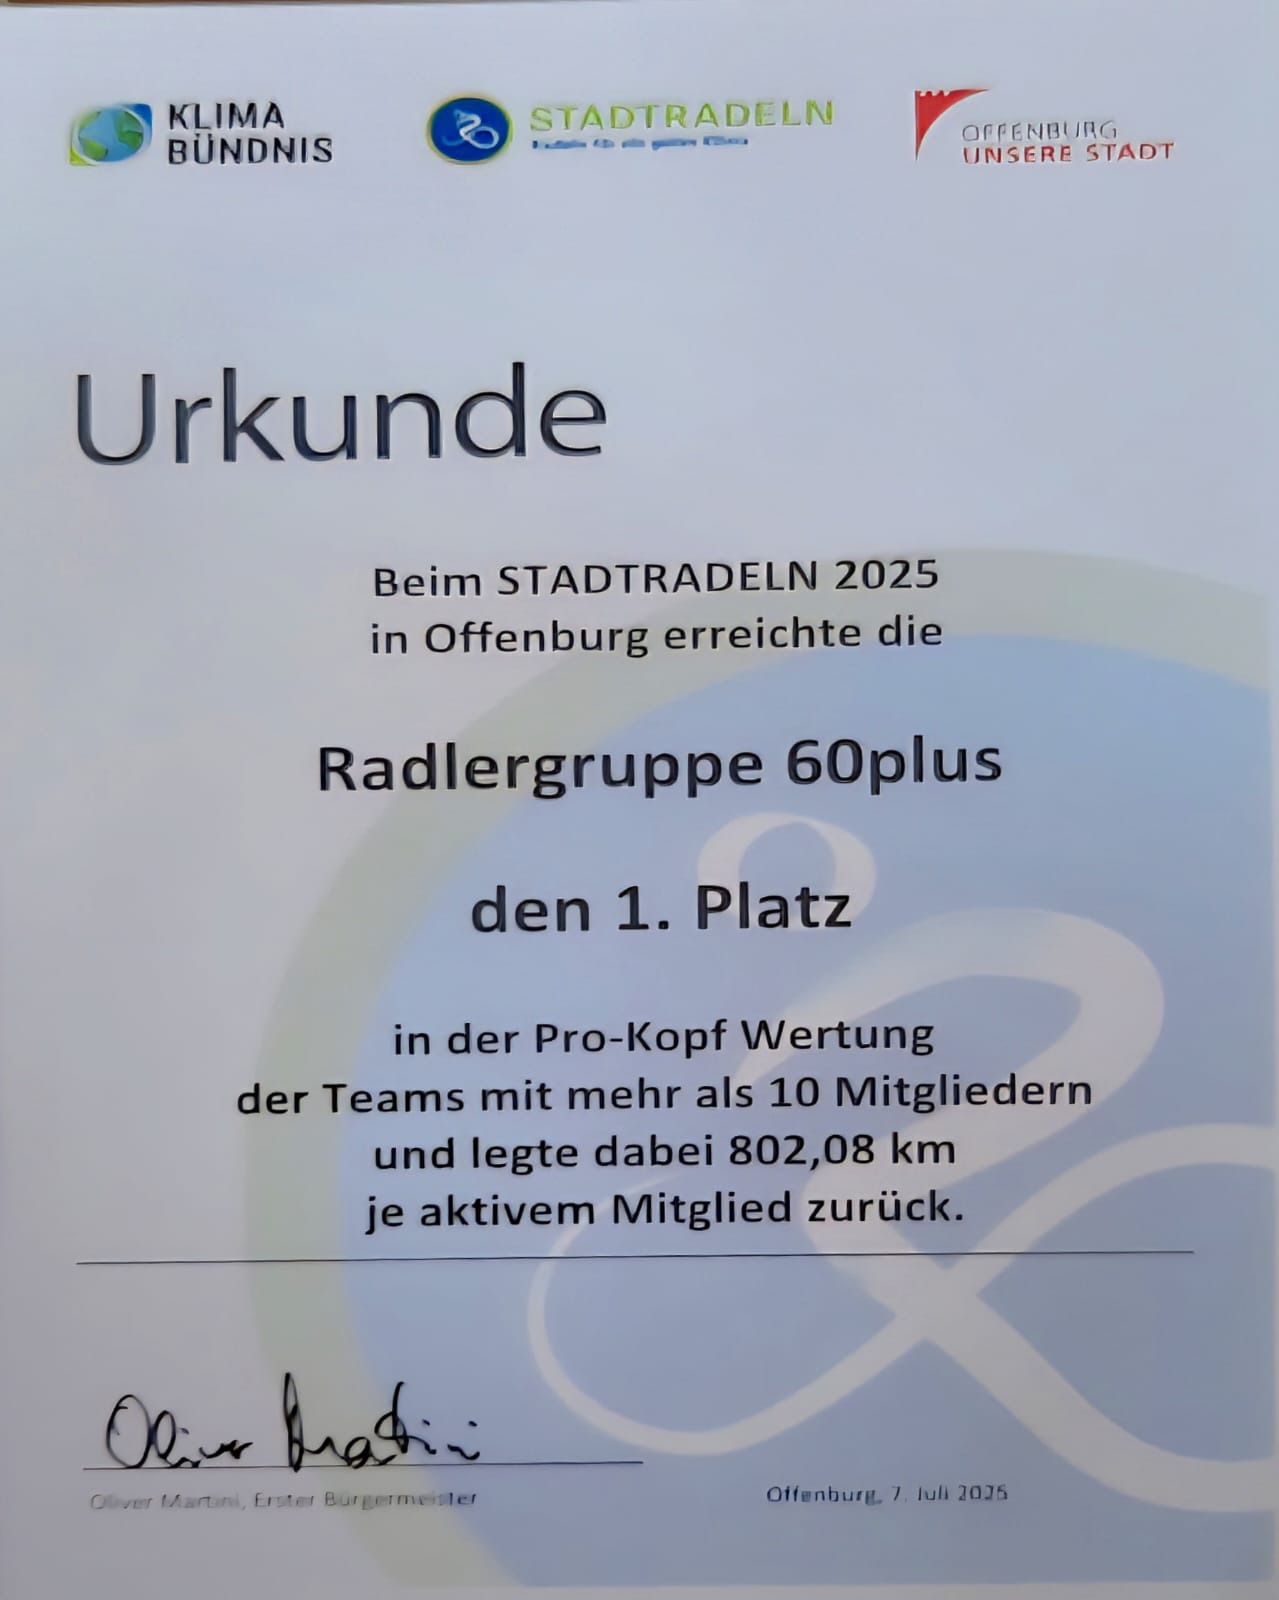 KLIMA
BÜNDNIS
STADTRADELN
OFFENBURG
UNSERE STADT
Urkunde
Beim STADTRADELN 2025
in Offenburg erreichte die
Radlergruppe 60plus
den 1. Platz
in der Pro-Kopf Wertung
der Teams mit mehr als 10 Mitgliedern
und legte dabei 802,08 km
je aktivem Mitglied zurück.
Oliver Martini
Oliver Martini, Erster Bürgermeister
Offenburg, 7. Juli 2025